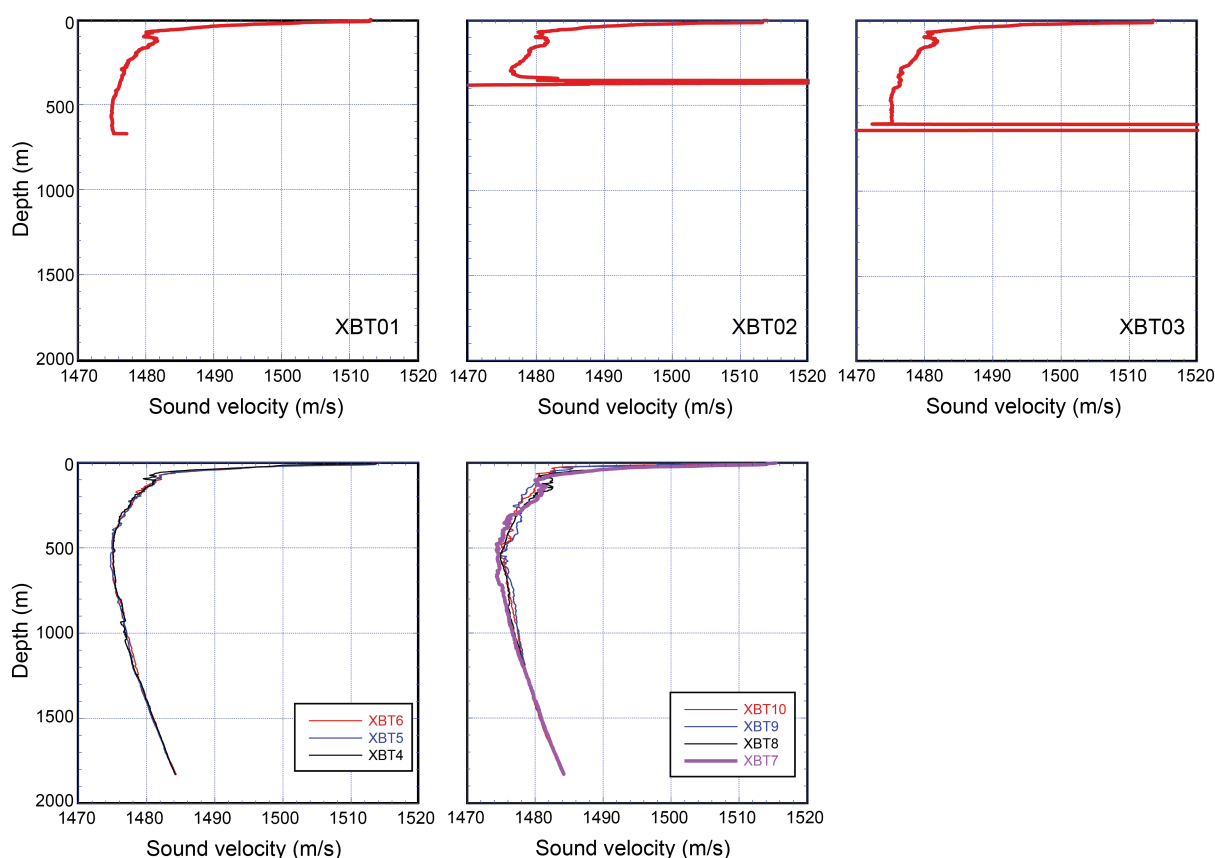 0
500
1000
1500
2000
Depth (m)
1470 1480 1490 1500 1510 1520
Sound velocity (m/s)
XBT01
1470 1480 1490 1500 1510 1520
Sound velocity (m/s)
XBT02
1470 1480 1490 1500 1510 1520
Sound velocity (m/s)
XBT03
0
500
1000
1500
2000
Depth (m)
1470 1480 1490 1500 1510 1520
Sound velocity (m/s)
XBT6
XBT5
XBT4
1470 1480 1490 1500 1510 1520
Sound velocity (m/s)
XBT10
XBT9
XBT8
XBT7